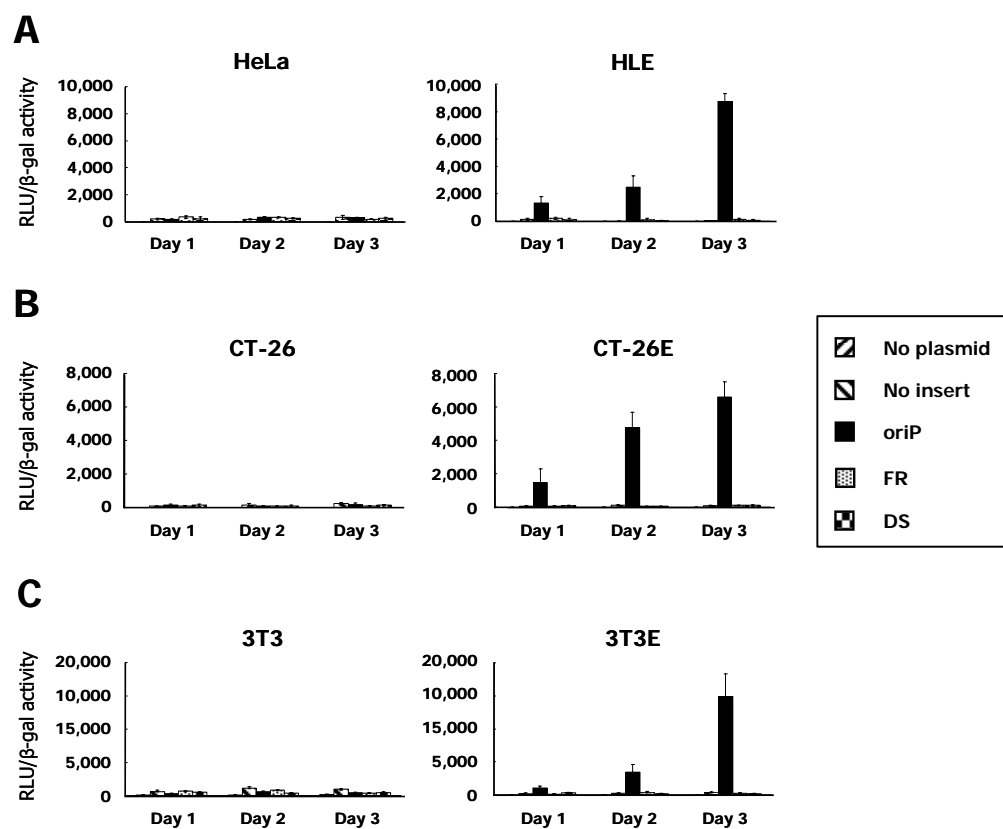 A
HeLa
HLE
RLU/β-gal activity
10,000
8,000
6,000
4,000
2,000
0
Day 1 Day 2 Day 3
10,000
8,000
6,000
4,000
2,000
0
Day 1 Day 2 Day 3
B
CT-26
CT-26E
RLU/β-gal activity
8,000
6,000
4,000
2,000
0
Day 1 Day 2 Day 3
8,000
6,000
4,000
2,000
0
Day 1 Day 2 Day 3
No plasmid
No insert
oriP
FR
DS
C
3T3
3T3E
RLU/β-gal activity
20,000
10,000
15,000
5,000
0
Day 1 Day 2 Day 3
20,000
10,000
15,000
5,000
0
Day 1 Day 2 Day 3